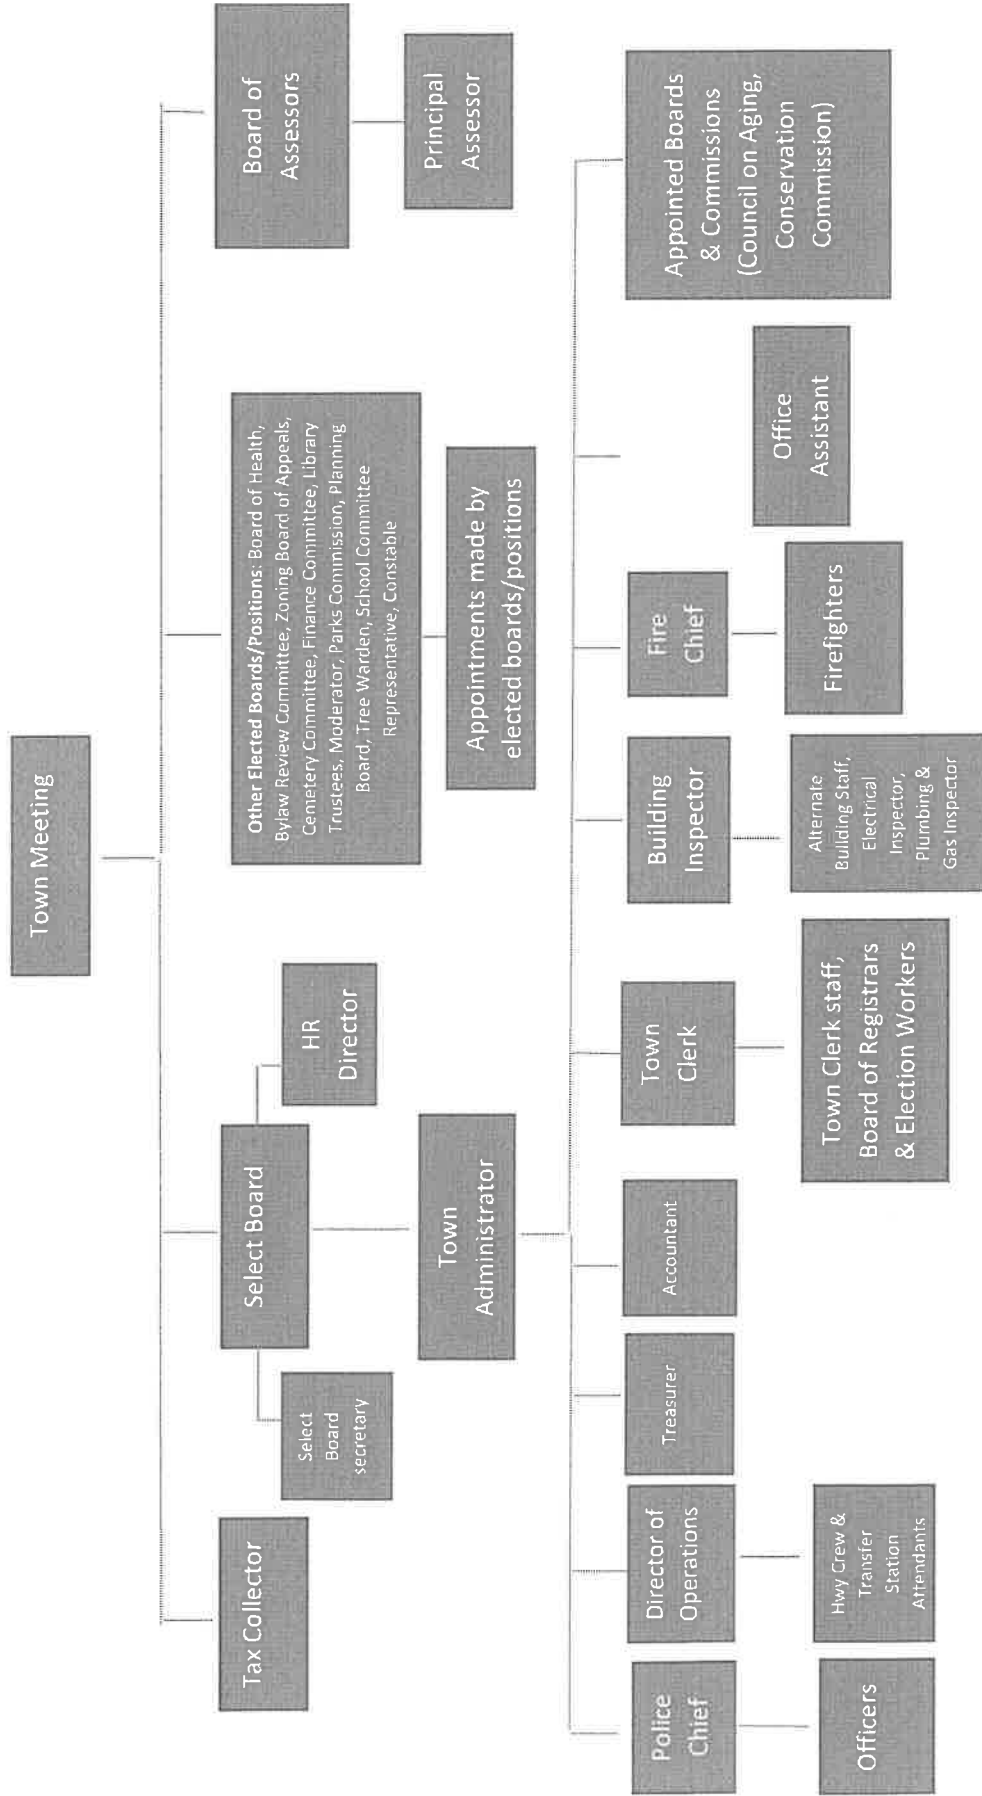 Town Meeting
Tax Collector
Select Board
Select
Board
secretary
HR
Director
Town
Administrator
Other Elected Boards/Positions: Board of Health,
Bylaw Review Committee, Zoning Board of Appeals,
Cemetery Committee, Finance Committee, Library
Trustees, Moderator, Parks Commission, Planning
Board, Tree Warden, School Committee
Representative, Constable
Appointments made by
elected boards/positions
Board of
Assessors
Principal
Assessor
Police
Chief
Officers
Director of
Operations
Hwy Crew &
Transfer
Station
Attendants
Treasurer
Accountant
Town
Clerk
Town Clerk staff,
Board of Registrars
& Election Workers
Building
Inspector
Alternate
Building Staff,
Electrical
Inspector,
Plumbing &
Gas Inspector
Fire
Chief
Firefighters
Office
Assistant
Appointed Boards
& Commissions
(Council on Aging,
Conservation
Commission)